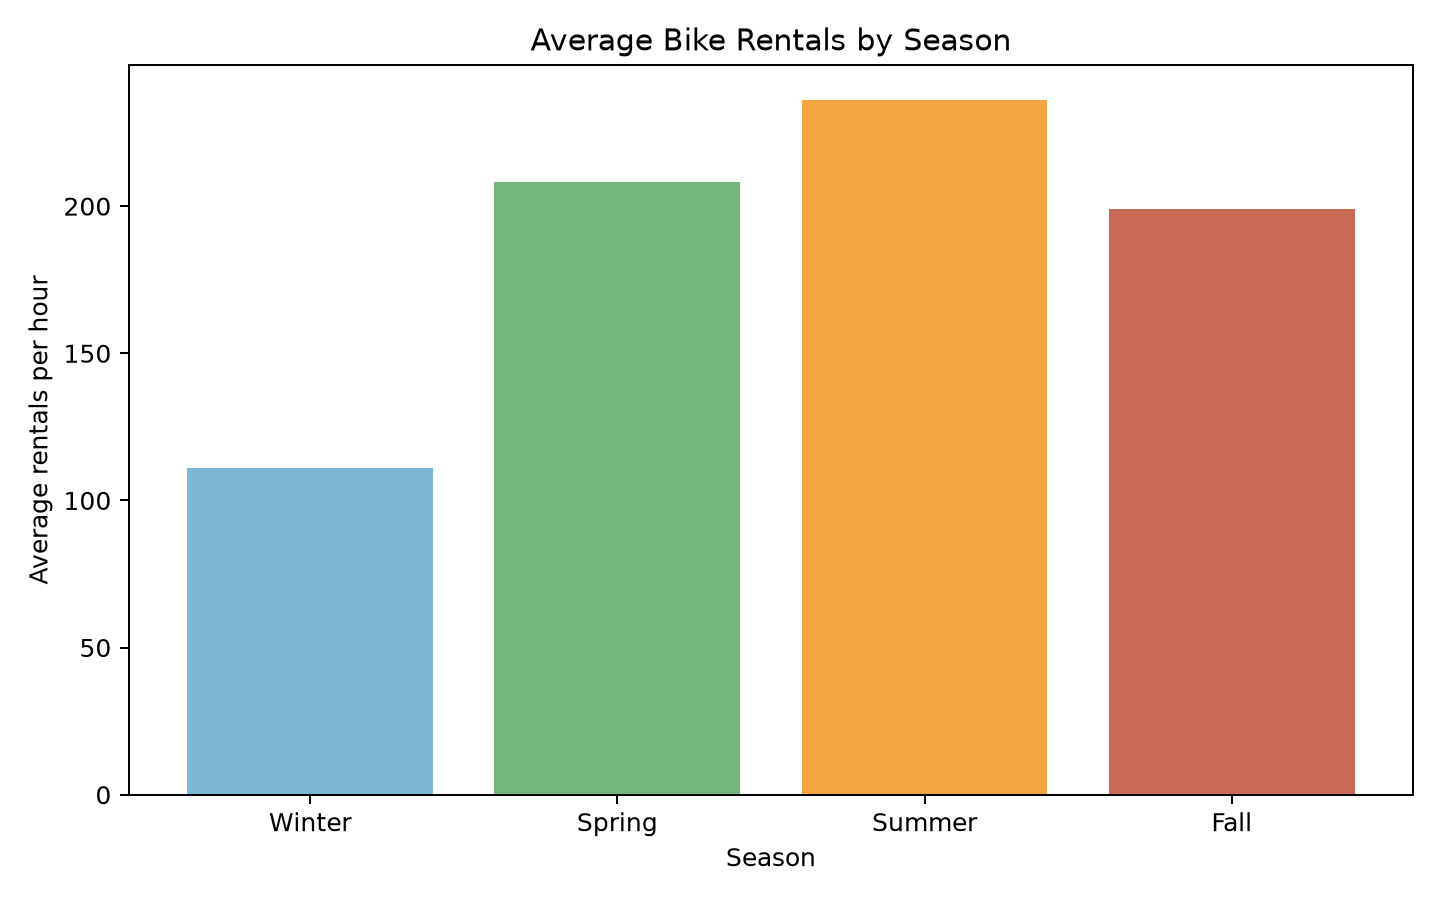 Average Bike Rentals by Season
Average rentals per hour
200
150
100
50
0
Winter
Spring
Summer
Fall
Season